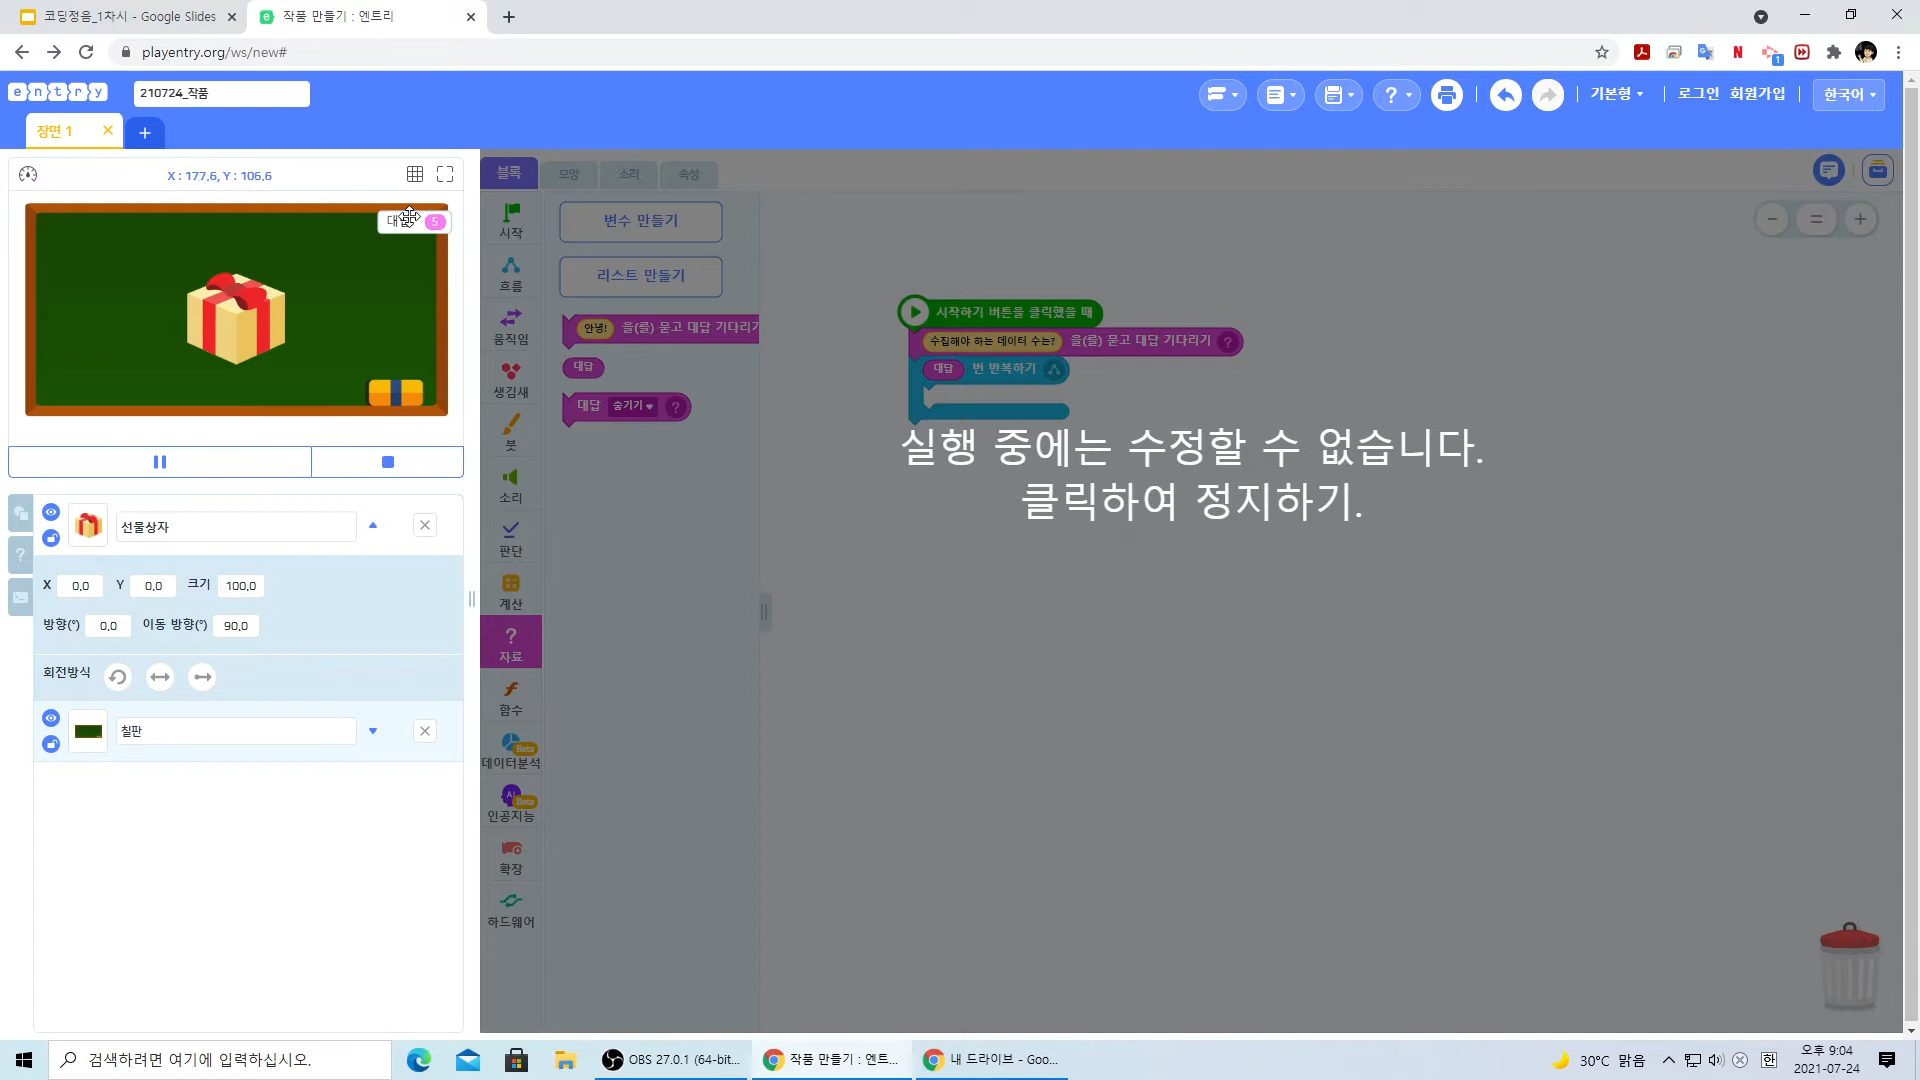 코딩정음_1차시 - Google Slides
작품 만들기 : 엔트리
playentry.org/ws/new#
entry
210724_작품
기본형
로그인
회원가입
한국어
장면 1
X : 177.6, Y : 106.6
블록
모양
소리
속성
5
시작
흐름
움직임
생김새
붓
소리
판단
계산
자료
함수
Beta
데이터분석
AI
Beta
인공지능
확장
하드웨어
변수 만들기
리스트 만들기
안녕! 을(를) 묻고 대답 기다리기
대답
대답 숨기기 ?
시작하기 버튼을 클릭했을 때
수집해야 하는 데이터 수는? 을(를) 묻고 대답 기다리기 ?
대답 번 반복하기
실행 중에는 수정할 수 없습니다.
클릭하여 정지하기.
선물상자
X 0.0 Y 0.0 크기 100.0
방향(°) 0.0 이동 방향(°) 90.0
회전방식
칠판
검색하려면 여기에 입력하십시오.
OBS 27.0.1 (64-bit...
작품 만들기 : 엔트...
내 드라이브 - Goo...
30°C 맑음
한
오후 9:04
2021-07-24